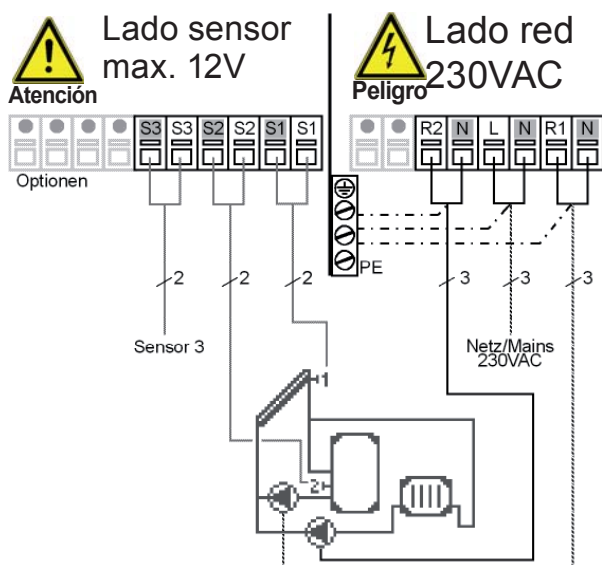 Lado sensor
max. 12V
Atención
Lado red
230VAC
Peligro
S3 S3 S2 S2 S1 S1
R2 N L N R1 N
Optionen
PE
2 2 2
3 3 3
Sensor 3
Netz/Mains
230VAC
1
2